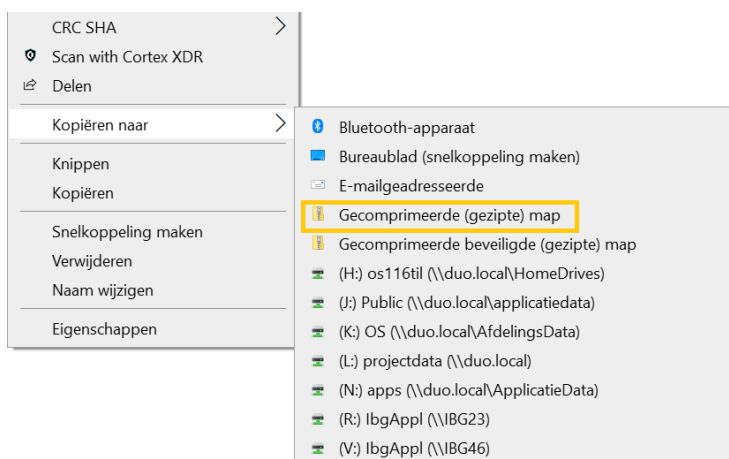 CRC SHA
Scan with Cortex XDR
Delen
Kopiëren naar
Knippen
Kopiëren
Snelkoppeling maken
Verwijderen
Naam wijzigen
Eigenschappen
Bluetooth-apparaat
Bureaublad (snelkoppeling maken)
E-mailgeadresseerde
Gecomprimeerde (gezipte) map
Gecomprimeerde beveiligde (gezipte) map
(H:) os116til (\\duo.local\HomeDrives)
(J:) Public (\\duo.local\applicatiedata)
(K:) OS (\\duo.local\AfdelingsData)
(L:) projectdata (\\duo.local)
(N:) apps (\\duo.local\ApplicatieData)
(R:) IbgAppl (\\IBG23)
(V:) IbgAppl (\\IBG46)